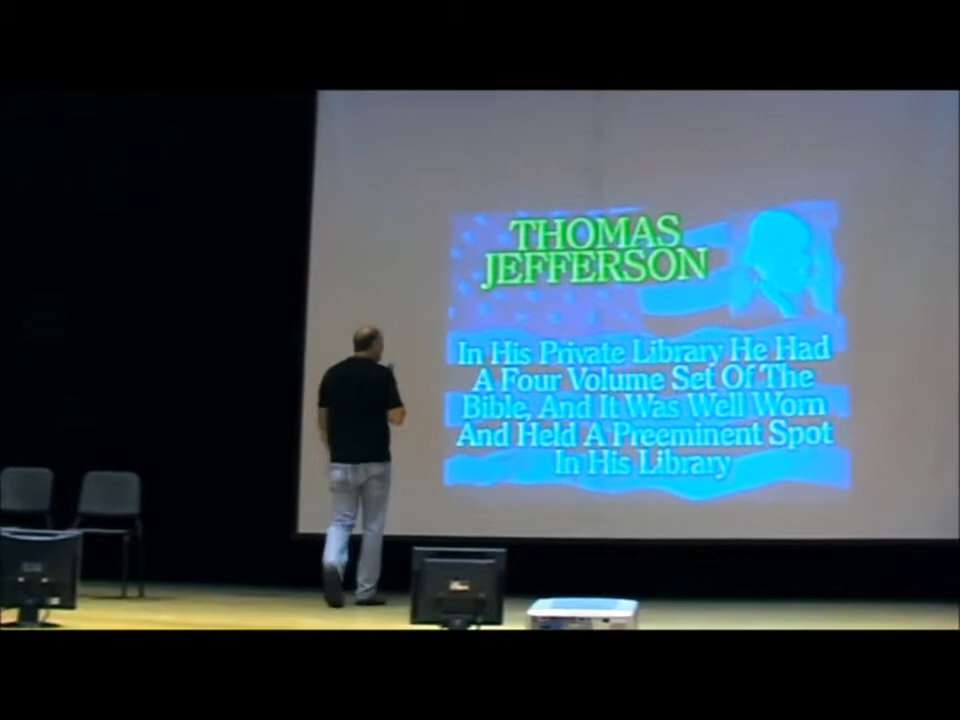 THOMAS
JEFFERSON
In His Private Library He Had
A Four Volume Set Of The
Bible, And It Was Well Worn
And Held A Preeminent Spot
In His Library